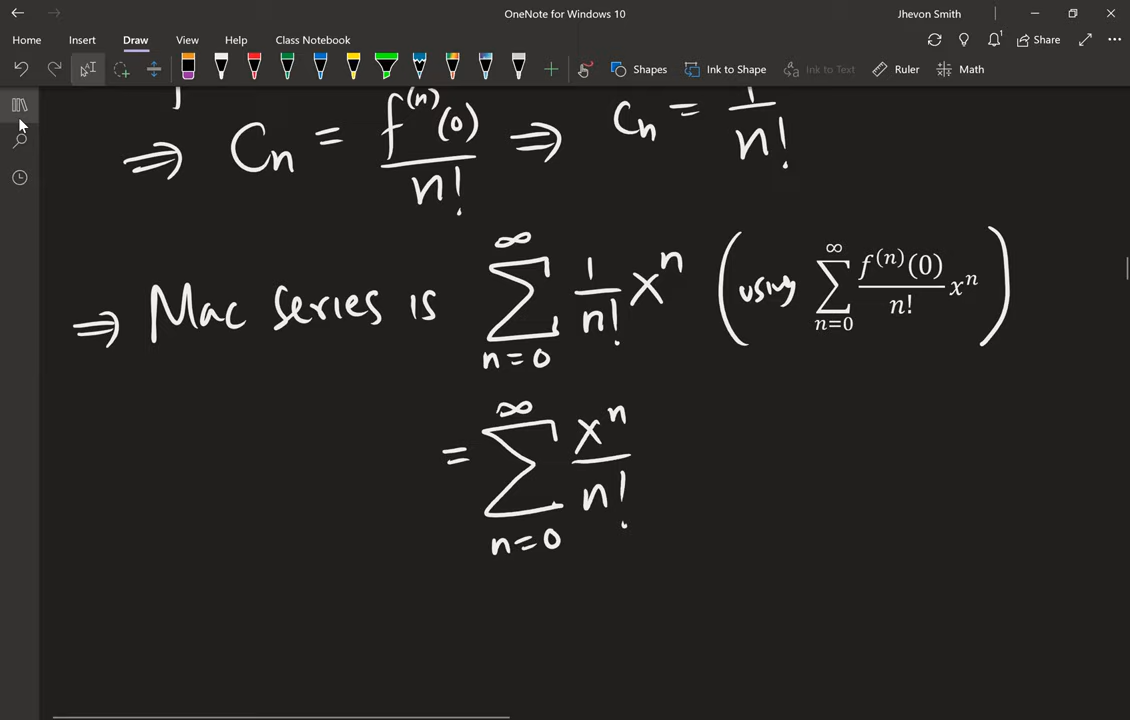 OneNote for Windows 10
Jhevon Smith
Home Insert Draw View Help Class Notebook
Share
Shapes Ink to Shape Ink to Text Ruler Math
⇒ Cn = f^(n)(0)/n! ⇒ Cn = 1/n!
⇒ Mac series is ∑_{n=0}^{∞} 1/n! x^n (using ∑_{n=0}^{∞} f^(n)(0)/n! x^n)
= ∑_{n=0}^{∞} x^n/n!